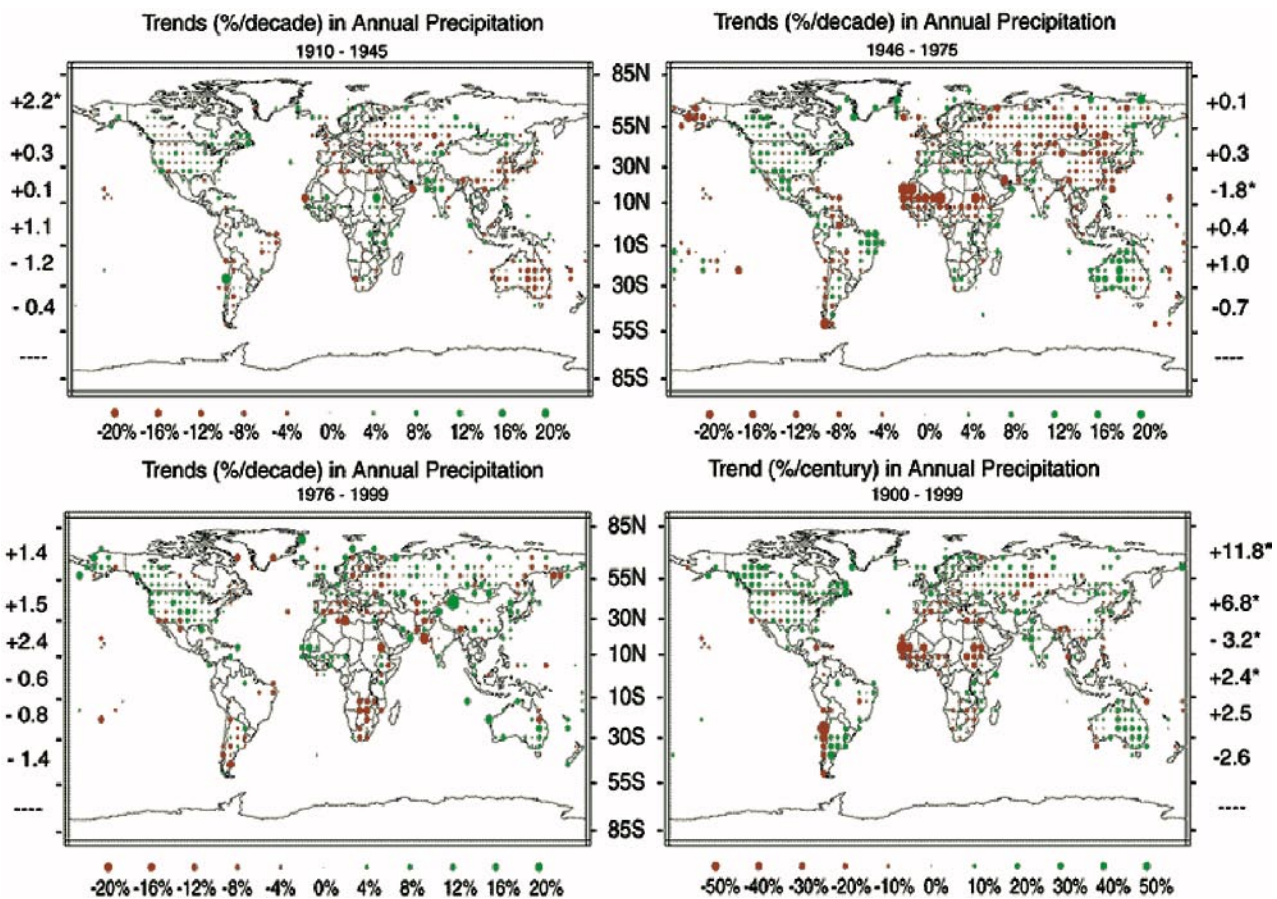 Trends (%/decade) in Annual Precipitation
1910 - 1945
+2.2*
+0.3
+0.1
+1.1
- 1.2
- 0.4
----
-20% -16% -12% -8% -4% 0% 4% 8% 12% 16% 20%
85N
55N
30N
10N
10S
30S
55S
85S
Trends (%/decade) in Annual Precipitation
1946 - 1975
+0.1
+0.3
-1.8*
+0.4
+1.0
-0.7
----
-20% -16% -12% -8% -4% 0% 4% 8% 12% 16% 20%
Trends (%/decade) in Annual Precipitation
1976 - 1999
+1.4
+1.5
+2.4
- 0.6
- 0.8
- 1.4
----
-20% -16% -12% -8% -4% 0% 4% 8% 12% 16% 20%
85N
55N
30N
10N
10S
30S
55S
85S
Trend (%/century) in Annual Precipitation
1900 - 1999
+11.8*
+6.8*
- 3.2*
+2.4*
+2.5
-2.6
----
-50% -40% -30% -20% -10% 0% 10% 20% 30% 40% 50%